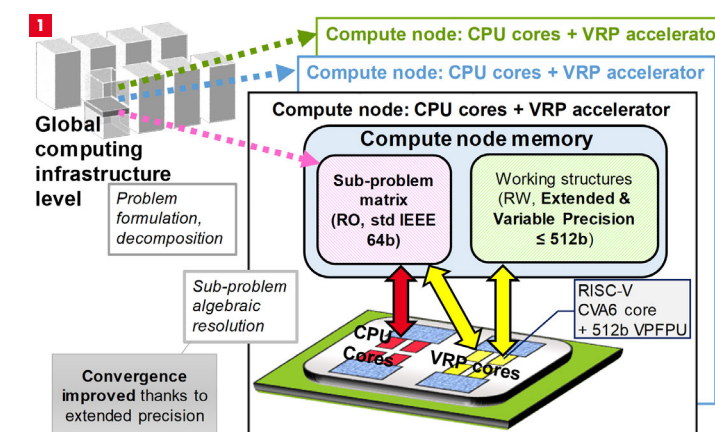 1
Compute node: CPU cores + VRP accelerato
Compute node: CPU cores + VRP accelerator
Compute node: CPU cores + VRP accelerator
Global
computing
infrastructure
level
Compute node memory
Sub-problem
matrix
(RO, std IEEE
64b)
Working structures
(RW, Extended &
Variable Precision
≤ 512b)
Problem
formulation,
decomposition
Sub-problem
algebraic
resolution
RISC-V
CVA6 core
+ 512b VPFPU
CPU
Cores
VRP cores
Convergence
improved thanks to
extended precision